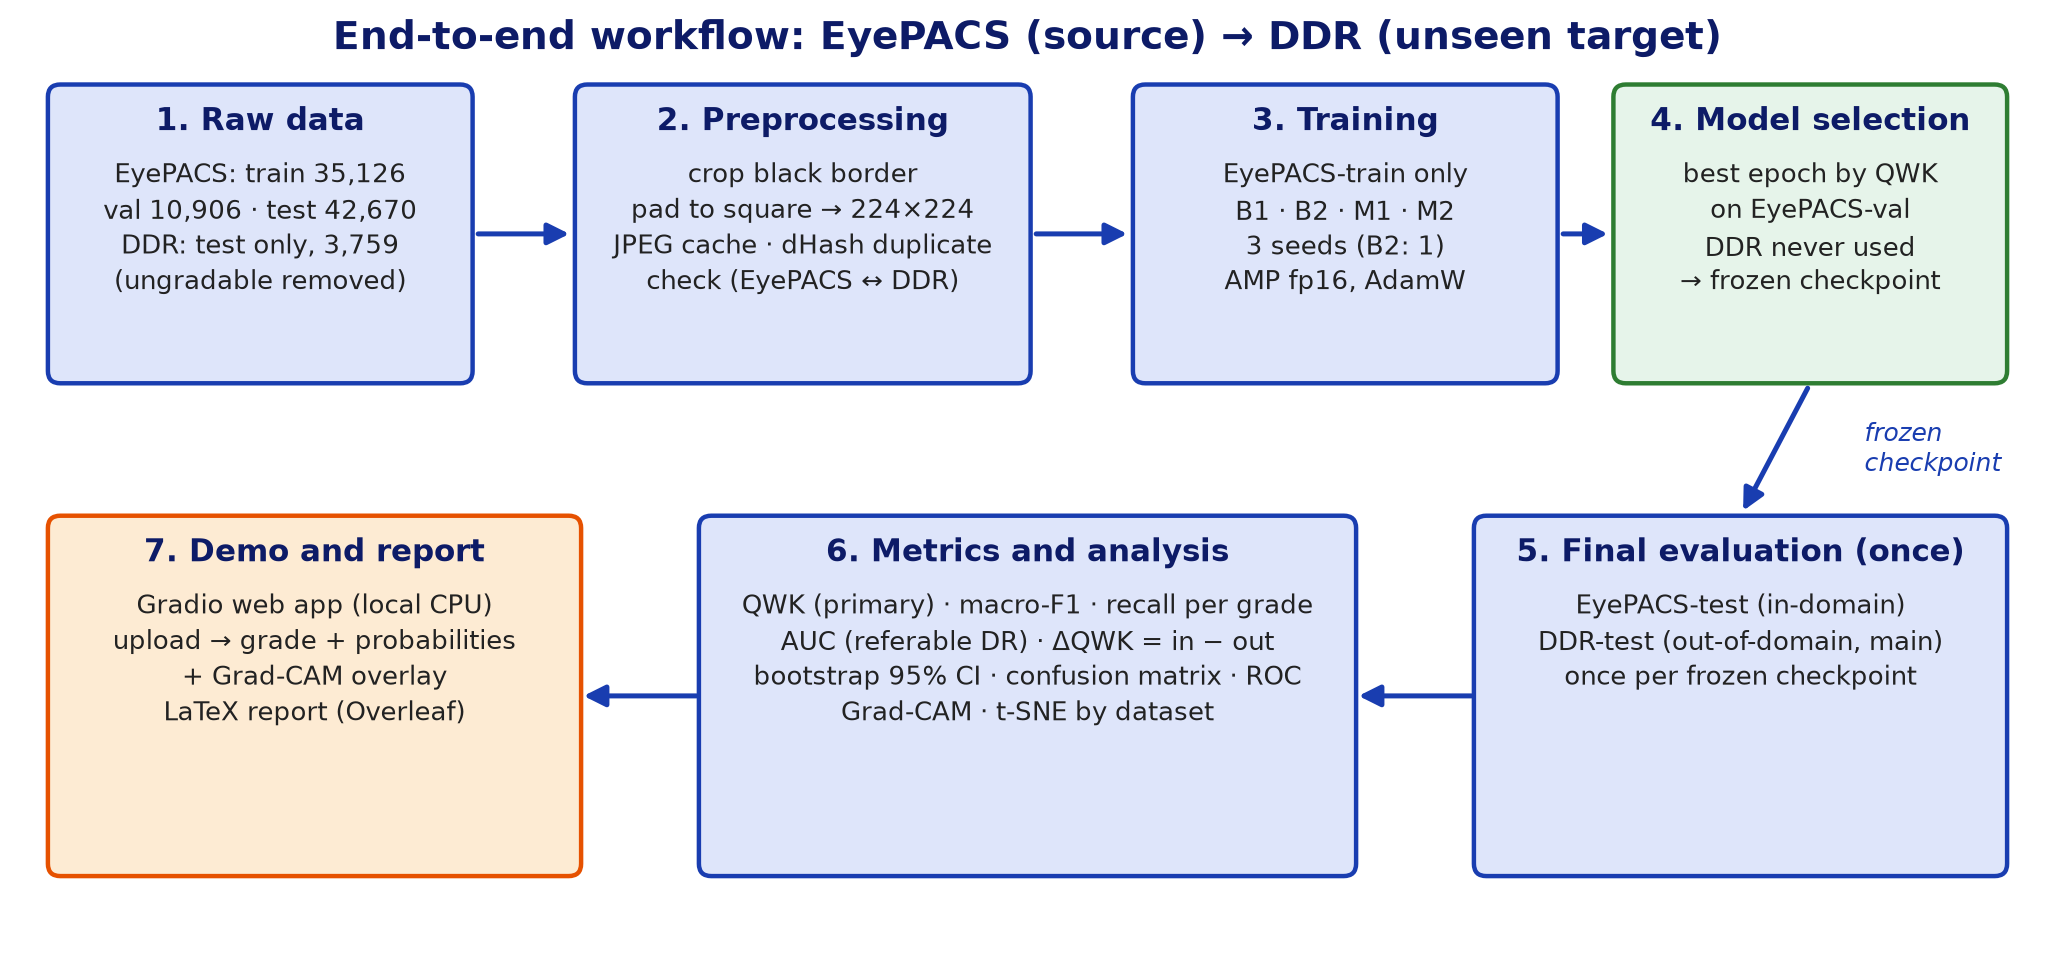 End-to-end workflow: EyePACS (source) → DDR (unseen target)
1. Raw data
EyePACS: train 35,126
val 10,906 · test 42,670
DDR: test only, 3,759
(ungradable removed)
2. Preprocessing
crop black border
pad to square → 224×224
JPEG cache · dHash duplicate
check (EyePACS ↔ DDR)
3. Training
EyePACS-train only
B1 · B2 · M1 · M2
3 seeds (B2: 1)
AMP fp16, AdamW
4. Model selection
best epoch by QWK
on EyePACS-val
DDR never used
→ frozen checkpoint
frozen
checkpoint
5. Final evaluation (once)
EyePACS-test (in-domain)
DDR-test (out-of-domain, main)
once per frozen checkpoint
6. Metrics and analysis
QWK (primary) · macro-F1 · recall per grade
AUC (referable DR) · ΔQWK = in − out
bootstrap 95% CI · confusion matrix · ROC
Grad-CAM · t-SNE by dataset
7. Demo and report
Gradio web app (local CPU)
upload → grade + probabilities
+ Grad-CAM overlay
LaTeX report (Overleaf)